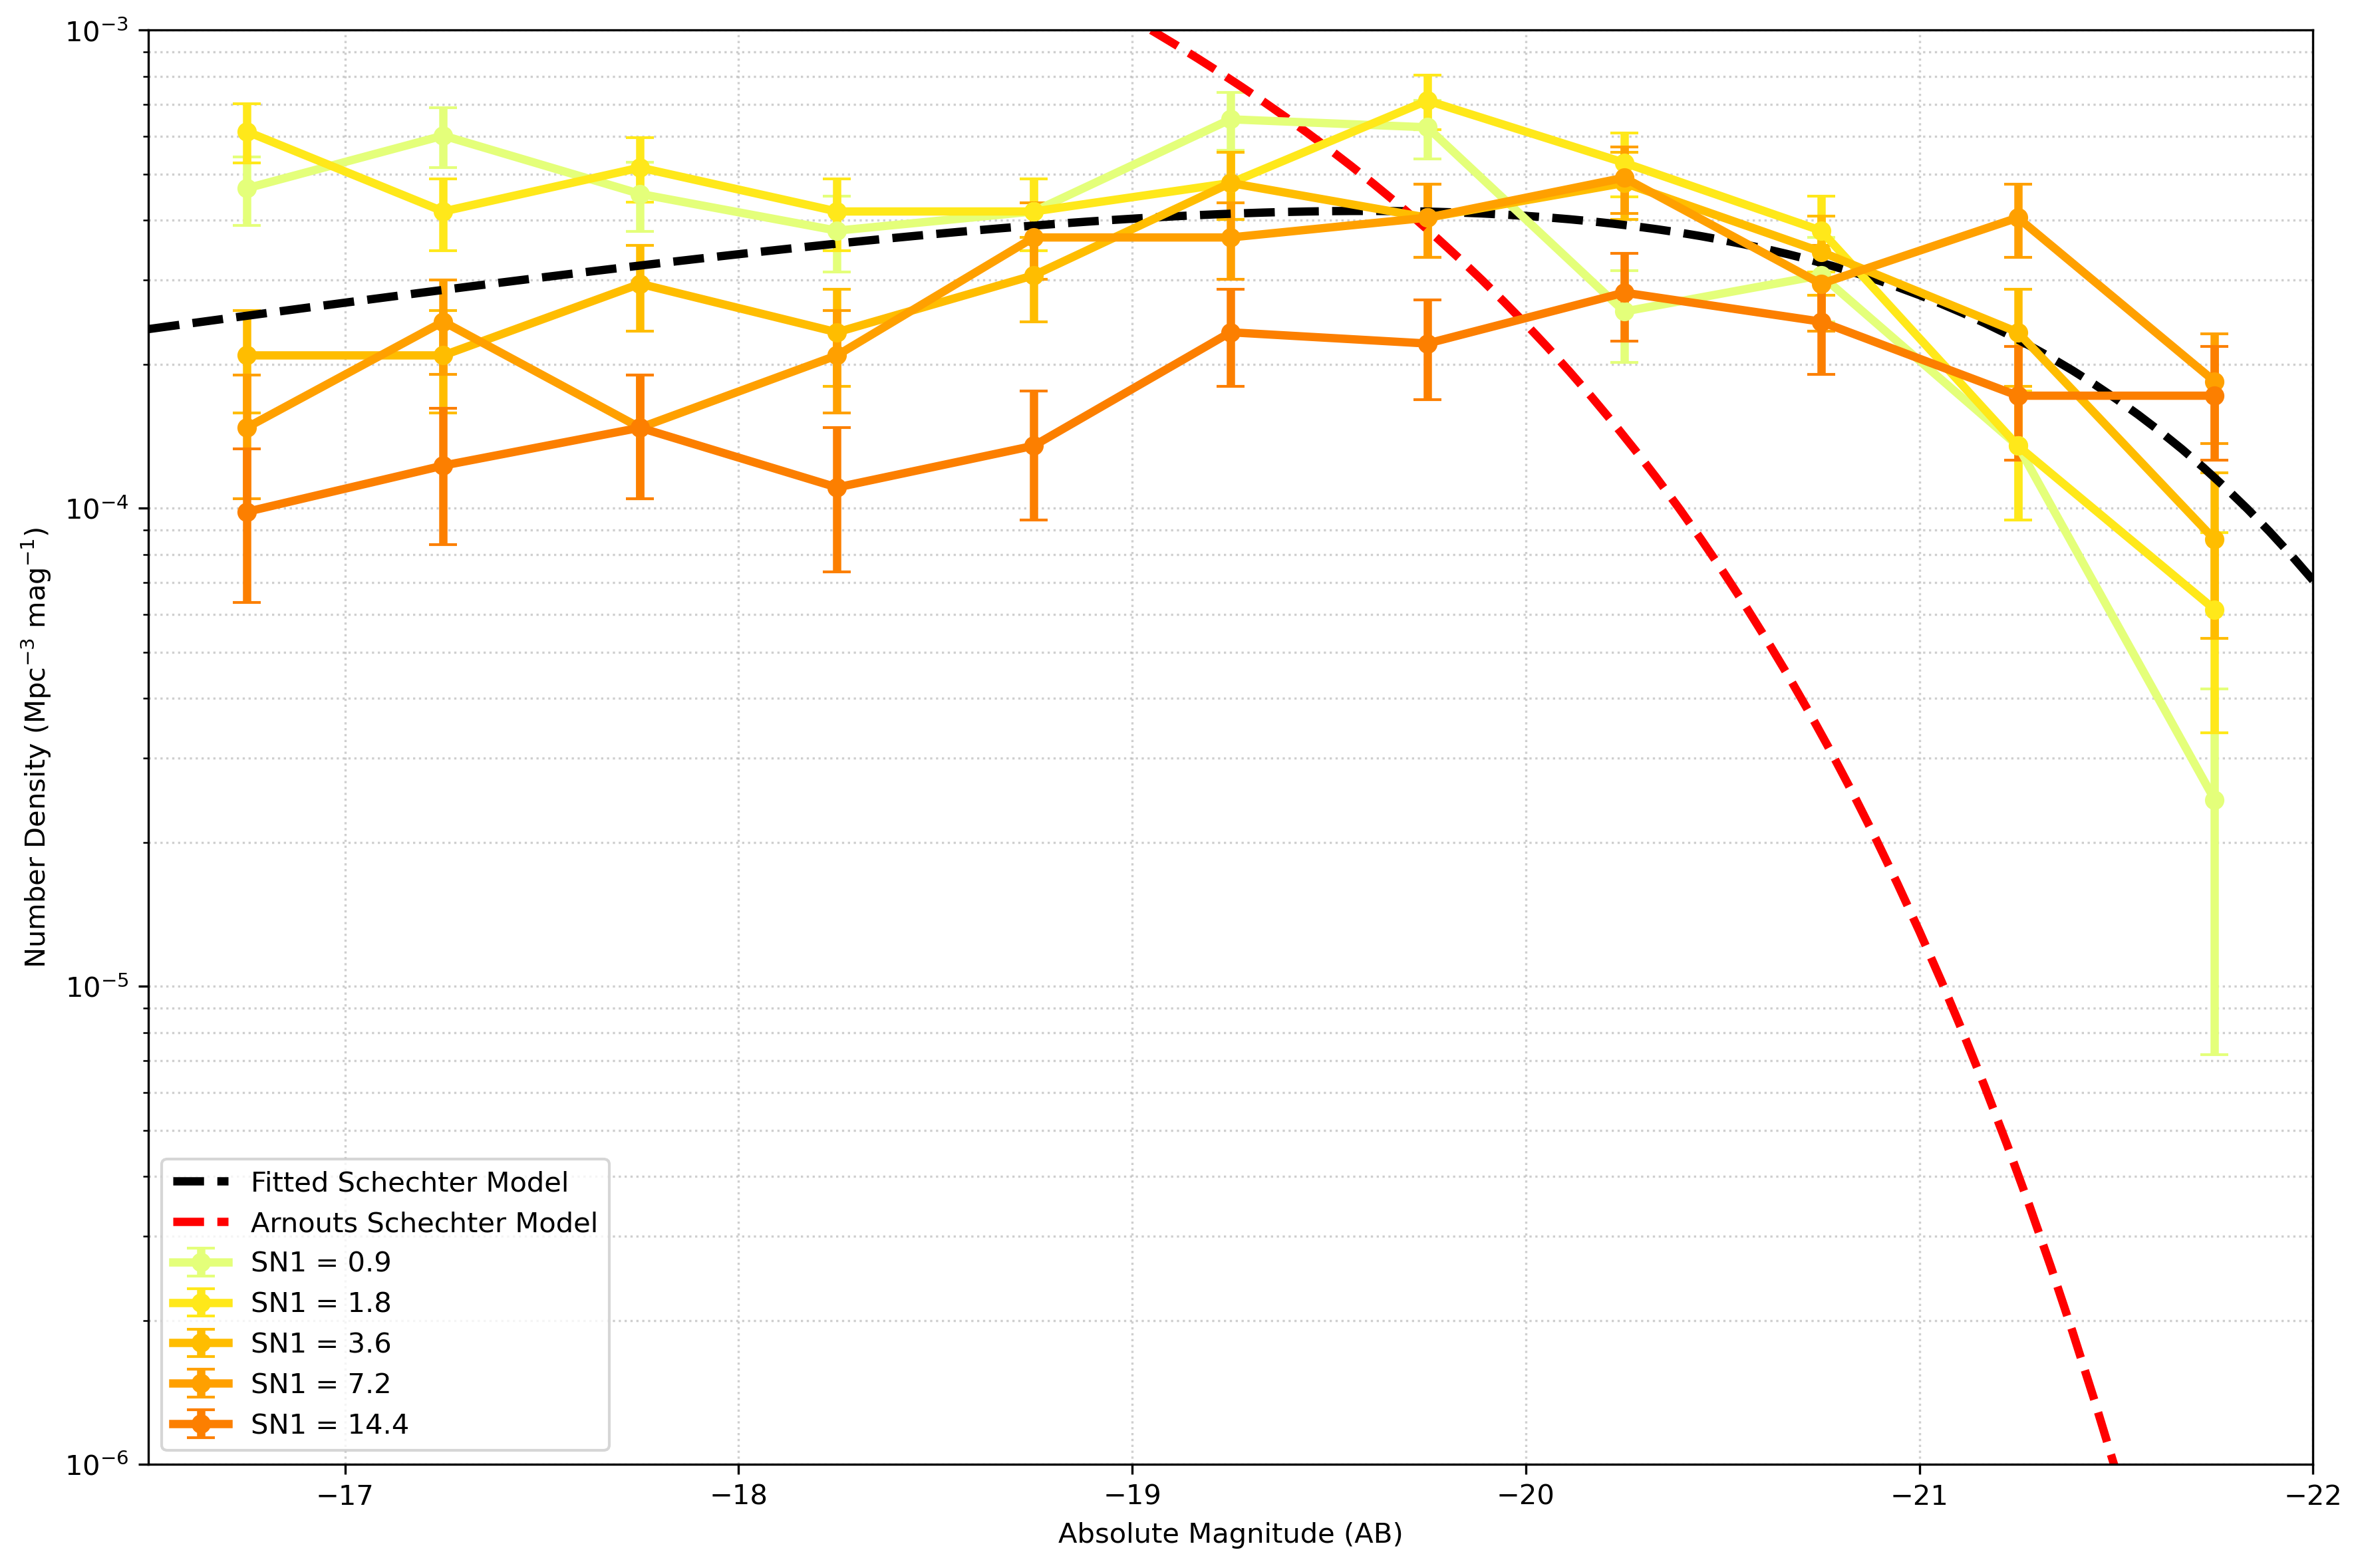 10⁻³
10⁻⁴
10⁻⁵
10⁻⁶
Number Density (Mpc⁻³ mag⁻¹)
Fitted Schechter Model
Arnouts Schechter Model
SN1 = 0.9
SN1 = 1.8
SN1 = 3.6
SN1 = 7.2
SN1 = 14.4
−17 −18 −19 −20 −21 −22
Absolute Magnitude (AB)